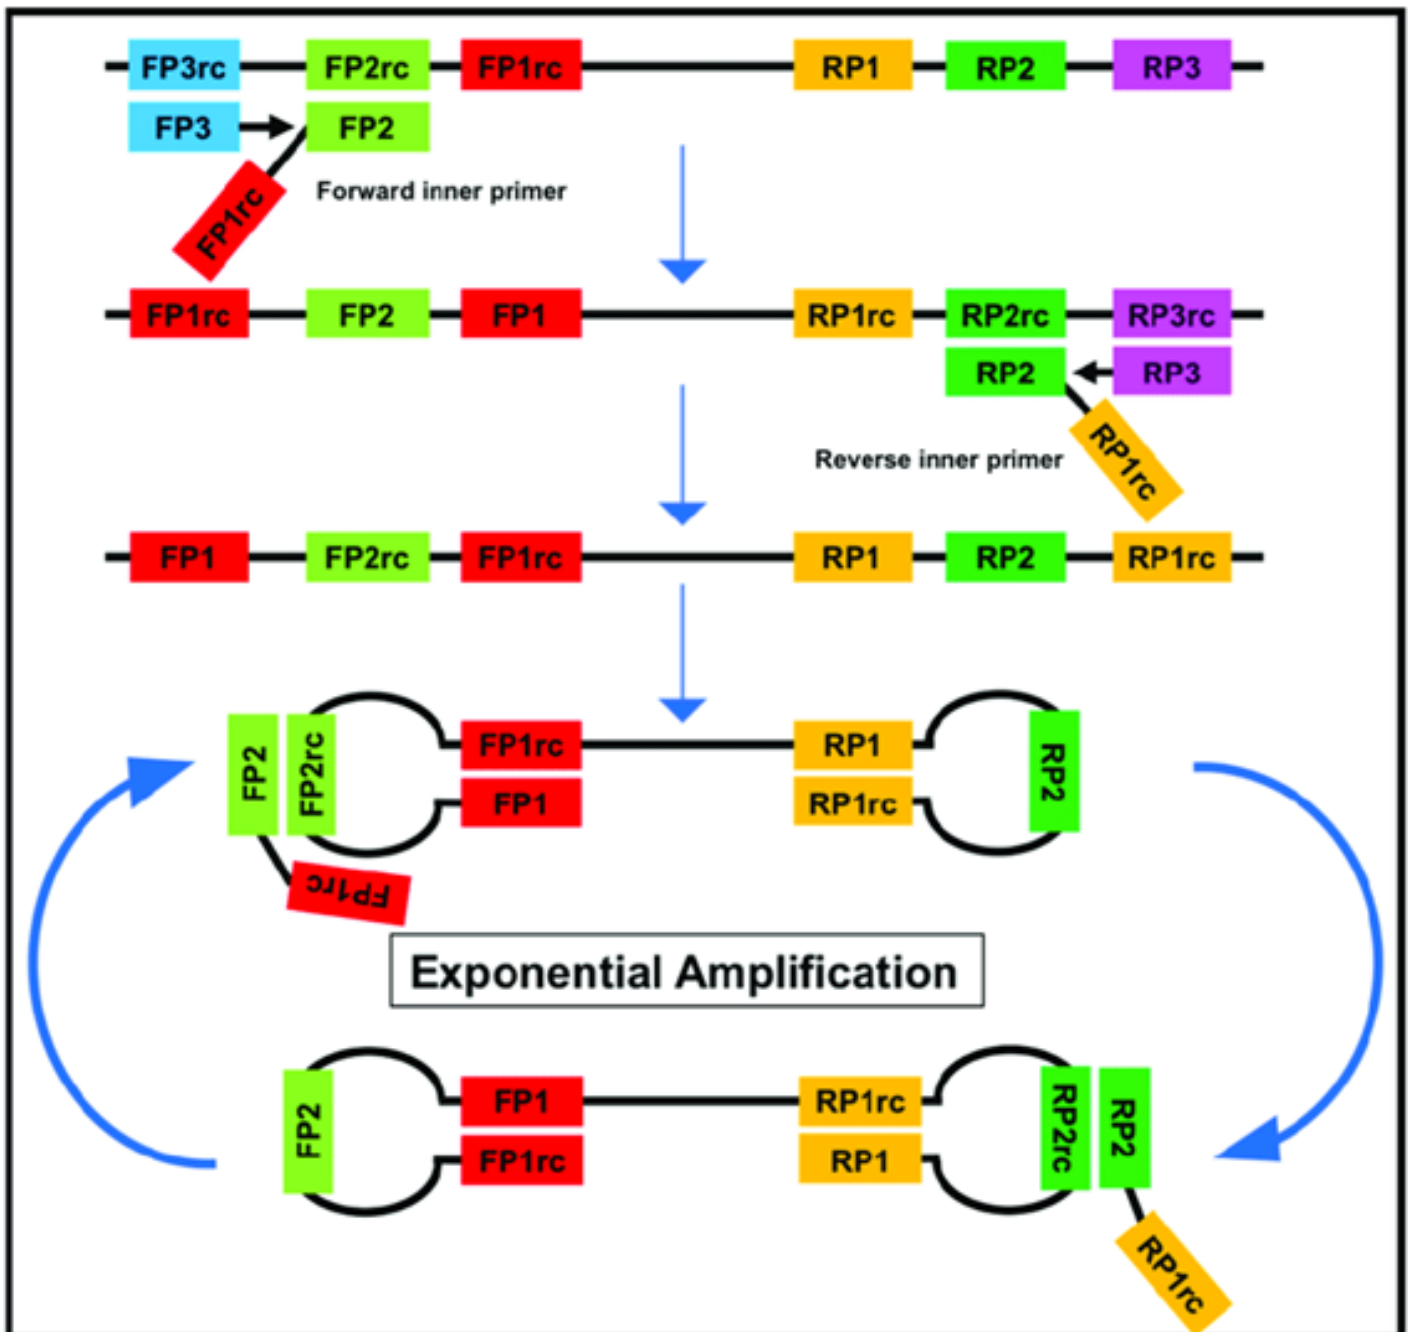 FP3rc FP2rc FP1rc RP1 RP2 RP3
FP3 FP2
FP1rc
Forward inner primer
FP1rc FP2 FP1 RP1rc RP2rc RP3rc
RP2 RP3
RP1rc
Reverse inner primer
FP1 FP2rc FP1rc RP1 RP2 RP1rc
FP2 FP2rc FP1rc RP1 RP2
FP1 RP1rc
FP1rc
Exponential Amplification
FP2 FP1 RP1rc RP2rc RP2
FP1rc RP1
RP1rc